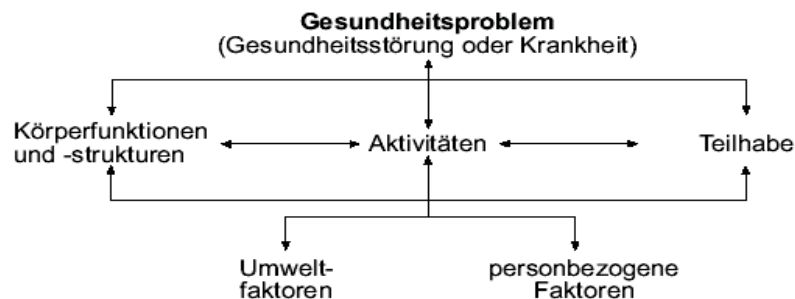 Gesundheitsproblem
(Gesundheitsstörung oder Krankheit)
Körperfunktionen
und -strukturen
Aktivitäten
Teilhabe
Umwelt-
faktoren
personbezogene
Faktoren